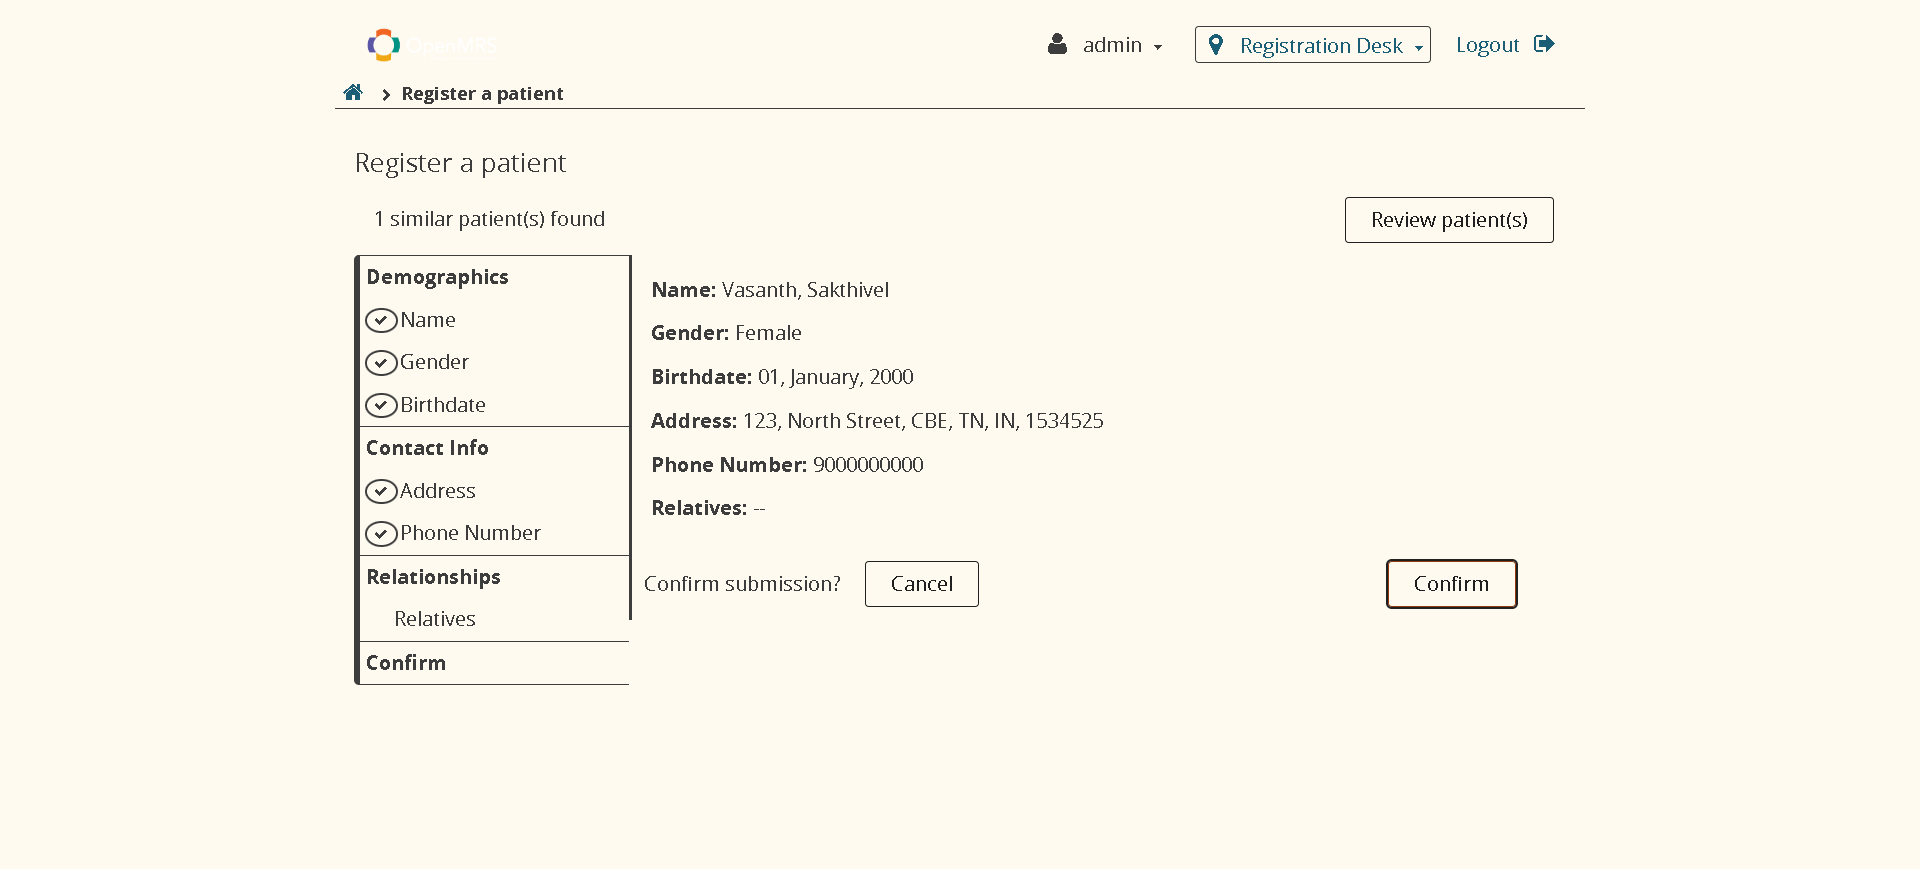 OpenMRS
admin
Registration Desk
Logout
Register a patient
Register a patient
1 similar patient(s) found
Review patient(s)
Demographics
Name
Gender
Birthdate
Contact Info
Address
Phone Number
Relationships
Relatives
Confirm
Name: Vasanth, Sakthivel
Gender: Female
Birthdate: 01, January, 2000
Address: 123, North Street, CBE, TN, IN, 1534525
Phone Number: 9000000000
Relatives: --
Confirm submission?
Cancel
Confirm